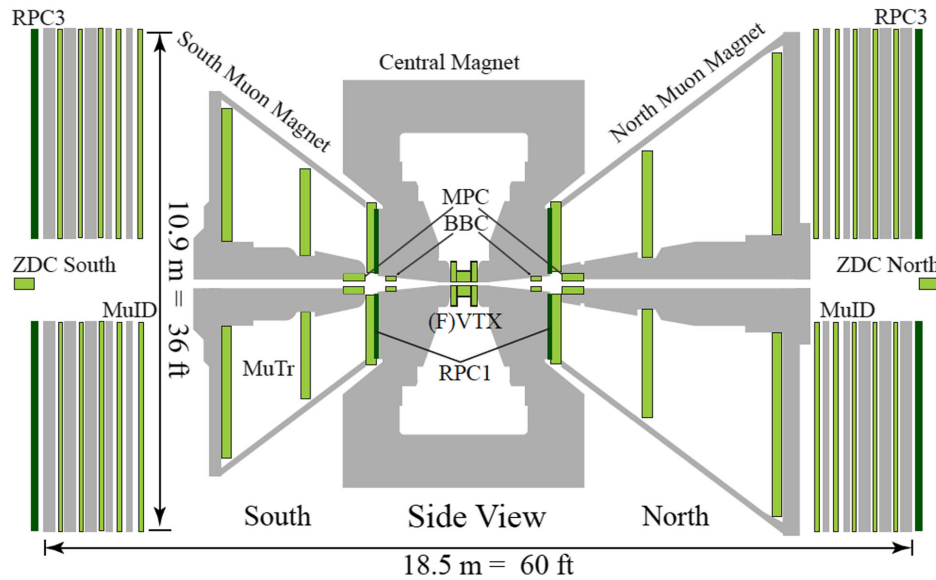 RPC3
RPC3
South Muon Magnet
Central Magnet
North Muon Magnet
MPC
BBC
10.9 m = 36 ft
ZDC South
ZDC North
MuID
MuID
(F)VTX
MuTr
RPC1
South
Side View
North
18.5 m = 60 ft